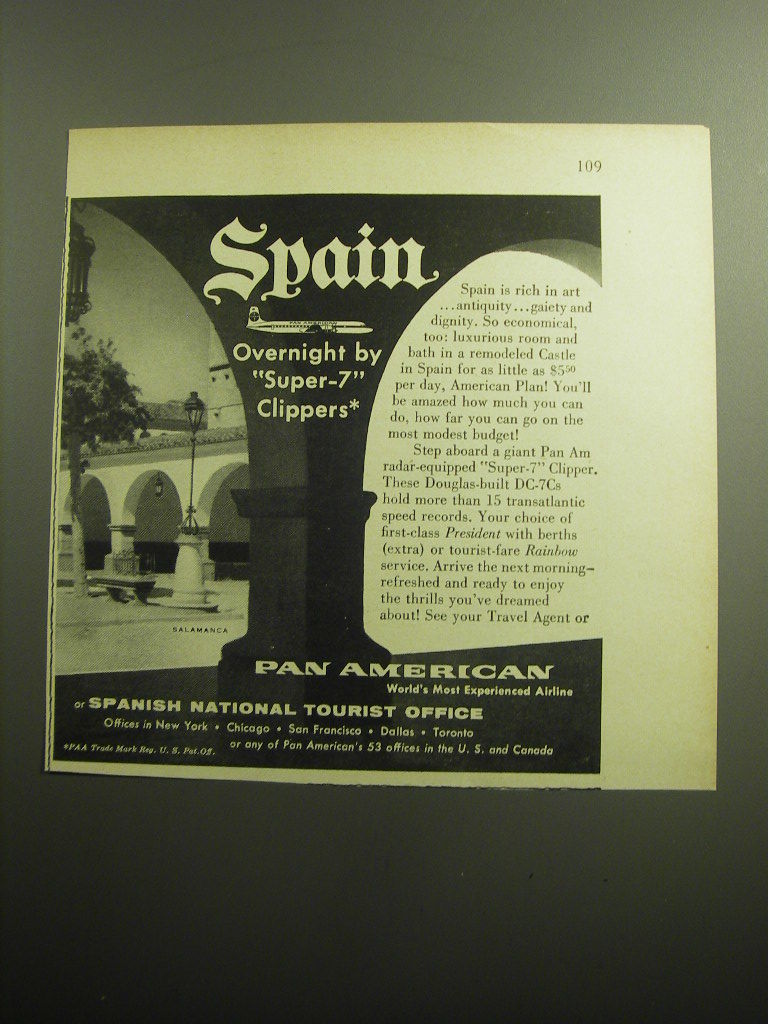 109
Spain
PAN AMERICAN
Overnight by
"Super-7"
Clippers*
Spain is rich in art
...antiquity...gaiety and
dignity. So economical,
too: luxurious room and
bath in a remodeled Castle
in Spain for as little as $5⁵⁰
per day, American Plan! You'll
be amazed how much you can
do, how far you can go on the
most modest budget!
Step aboard a giant Pan Am
radar-equipped "Super-7" Clipper.
These Douglas-built DC-7Cs
hold more than 15 transatlantic
speed records. Your choice of
first-class President with berths
(extra) or tourist-fare Rainbow
service. Arrive the next morning—
refreshed and ready to enjoy
the thrills you've dreamed
about! See your Travel Agent or
SALAMANCA
PAN AMERICAN
World's Most Experienced Airline
or SPANISH NATIONAL TOURIST OFFICE
Offices in New York • Chicago • San Francisco • Dallas • Toronto
or any of Pan American's 53 offices in the U. S. and Canada
*PAA Trade Mark Reg. U. S. Pat. Off.